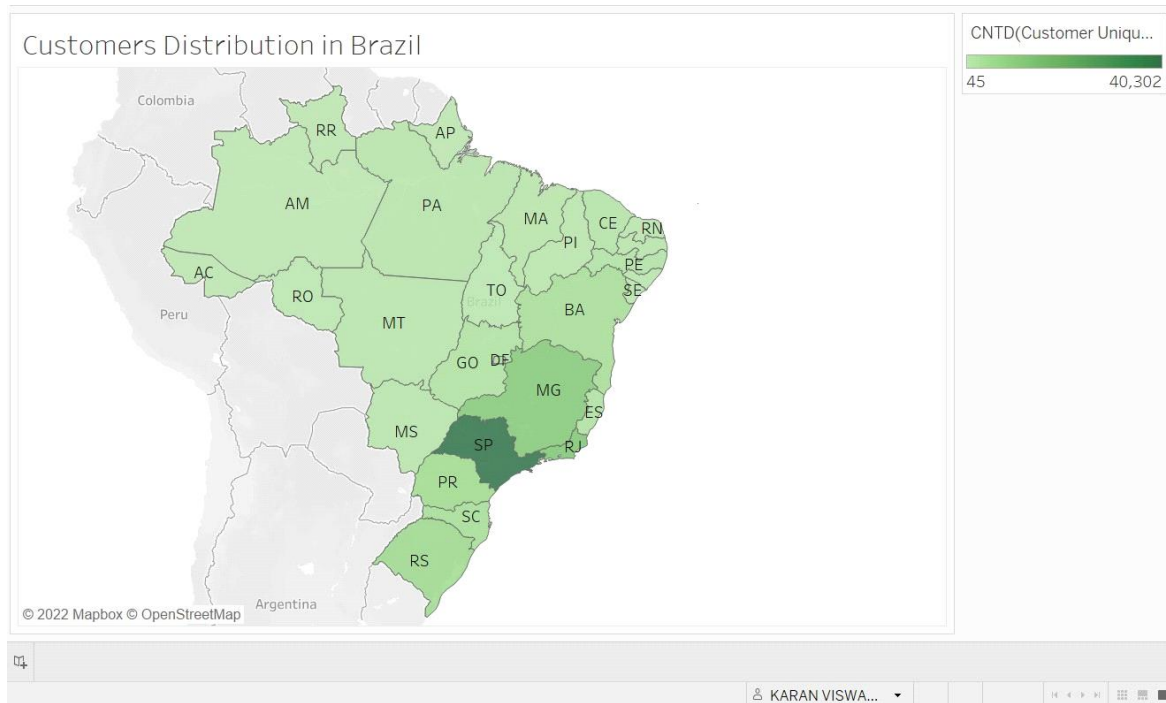 Customers Distribution in Brazil
CNTD(Customer Uniqu...
45 40,302
Colombia
RR
AP
AM
PA
MA
CE
RN
PI
PE
AC
SE
RO
TO
Brazil
BA
Peru
MT
GO
DF
MG
ES
MS
SP
RJ
PR
SC
RS
Argentina
© 2022 Mapbox © OpenStreetMap
KARAN VISWA...